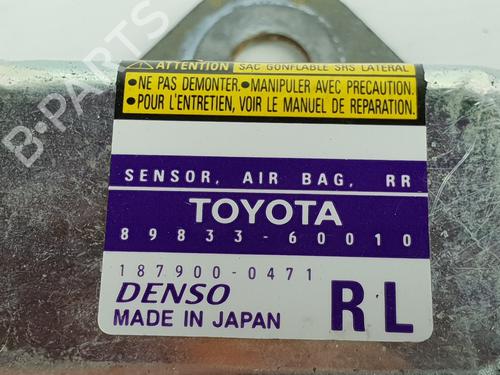 ATTENTION SAC GONFLABLE SRS LATERAL
•NE PAS DEMONTER.•MANIPULER AVEC PRECAUTION.
•POUR L'ENTRETIEN, VOIR LE MANUEL DE REPARATION.
SENSOR, AIR BAG, RR
TOYOTA
89833-60010
187900-0471
DENSO
MADE IN JAPAN
RL
B-PARTS